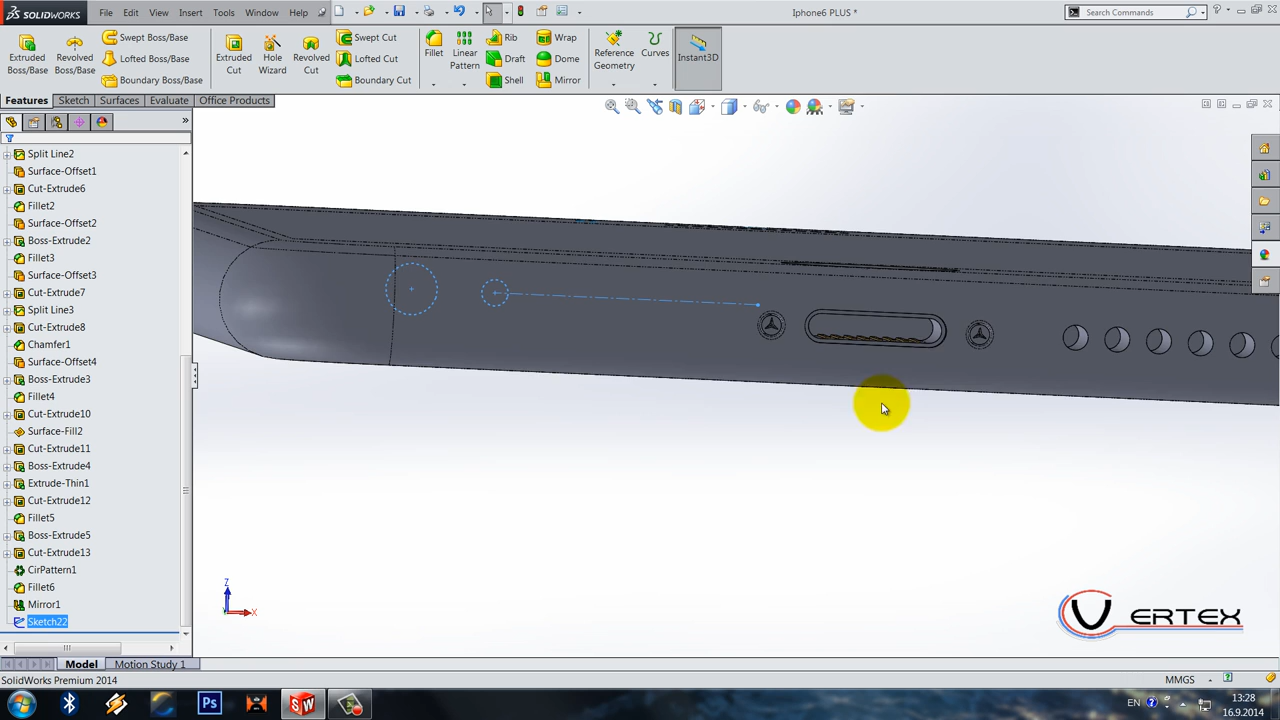 SOLIDWORKS File Edit View Insert Tools Window Help Iphone6 PLUS * Search Commands
Extruded Boss/Base Revolved Boss/Base Swept Boss/Base Lofted Boss/Base Boundary Boss/Base Extruded Cut Hole Wizard Revolved Cut Swept Cut Lofted Cut Boundary Cut Fillet Linear Pattern Rib Draft Shell Wrap Dome Mirror Reference Geometry Curves Instant3D
Features Sketch Surfaces Evaluate Office Products
Split Line2
Surface-Offset1
Cut-Extrude6
Fillet2
Surface-Offset2
Boss-Extrude2
Fillet3
Surface-Offset3
Cut-Extrude7
Split Line3
Cut-Extrude8
Chamfer1
Surface-Offset4
Boss-Extrude3
Fillet4
Cut-Extrude10
Surface-Fill2
Cut-Extrude11
Boss-Extrude4
Extrude-Thin1
Cut-Extrude12
Fillet5
Boss-Extrude5
Cut-Extrude13
CirPattern1
Fillet6
Mirror1
Sketch22
Z
X
VERTEX
Model Motion Study 1
SolidWorks Premium 2014 MMGS
Ps SW EN 13:28
16.9.2014